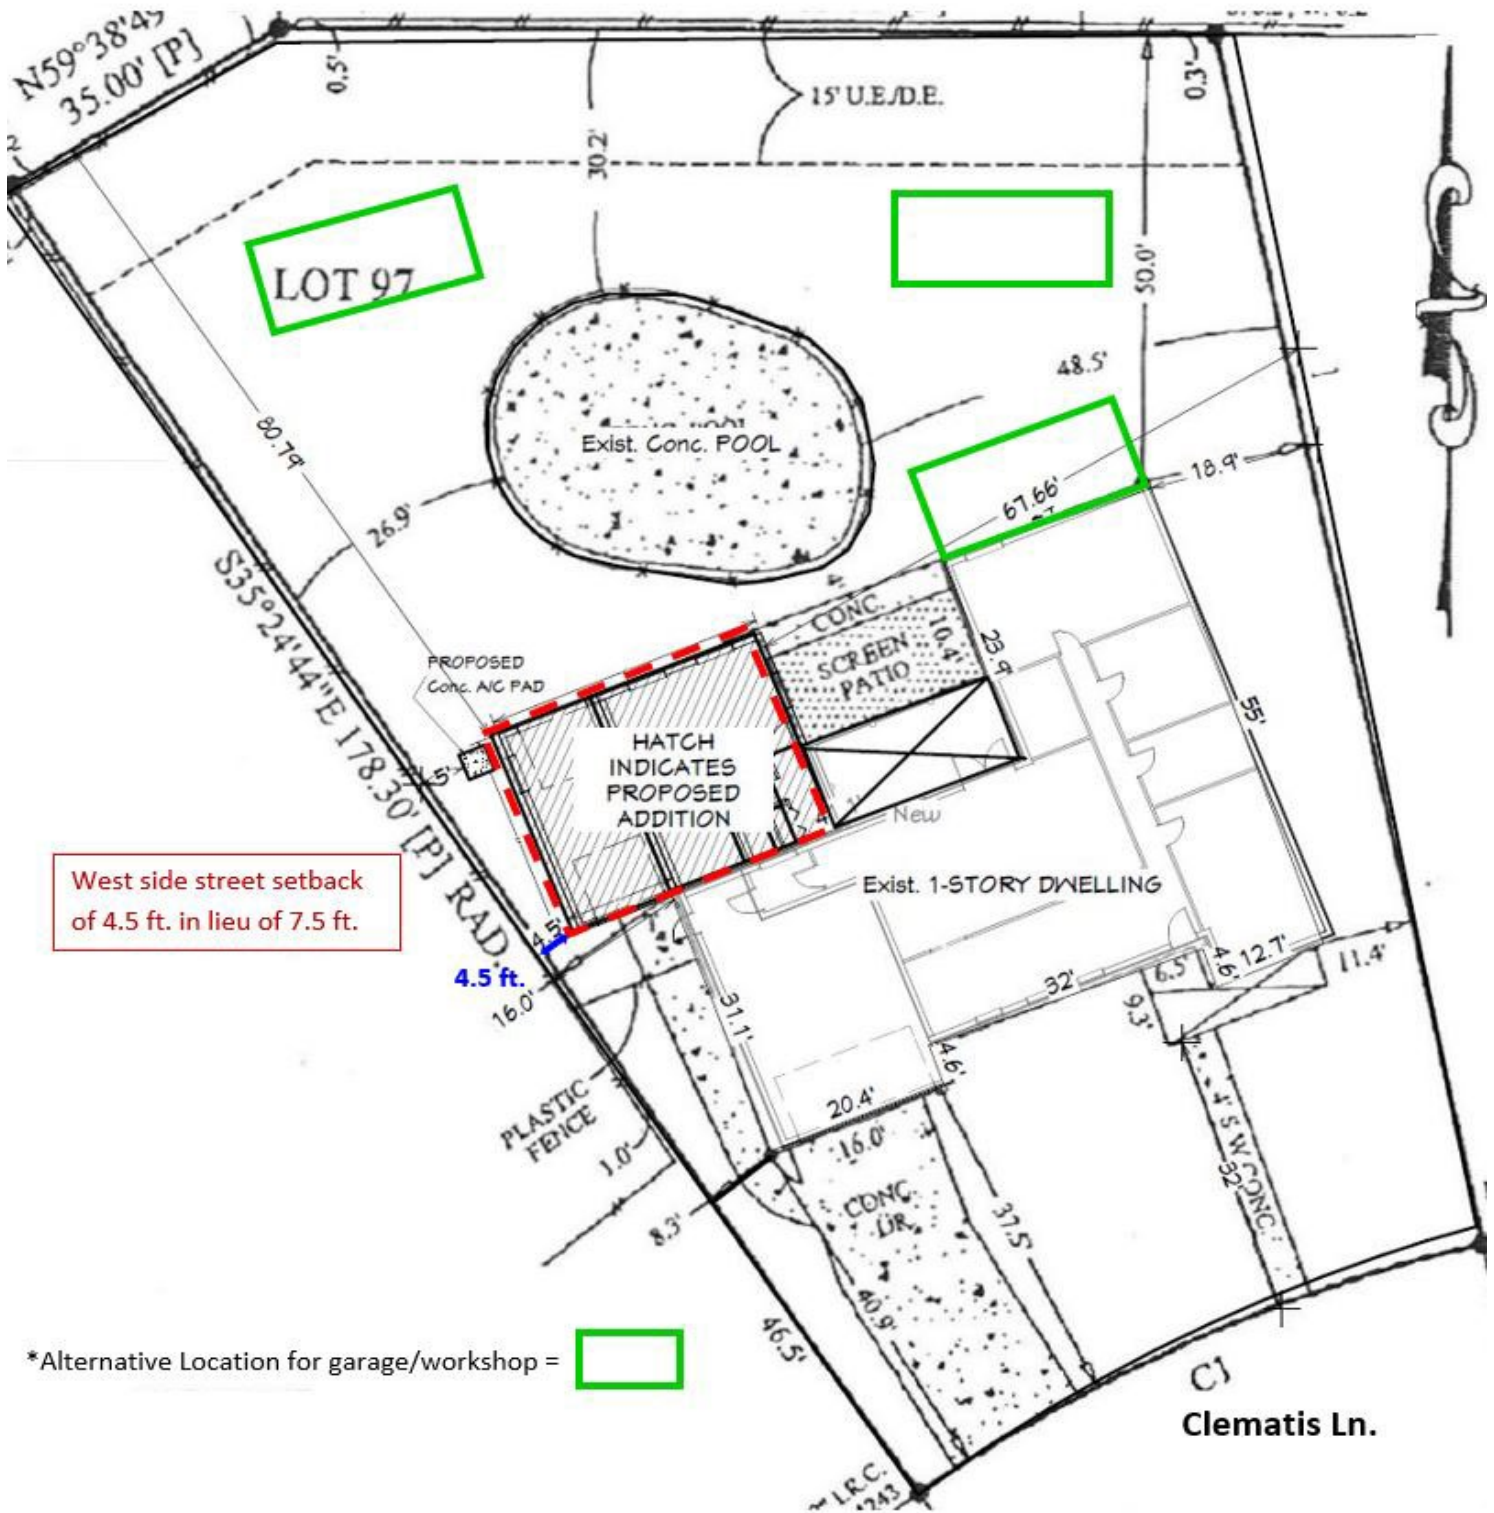 N59°38'49
35.00' [P]
0.5'
30.2'
15' U.E./D.E.
0.3'
LOT 97
50.0'
48.5'
80.79'
Exist. Conc. POOL
26.9'
67.66'
18.9'
S35°24'44"E 178.30' [P] RAD.
4'
CONC.
10.4'
SCREEN
PATIO
23.9'
PROPOSED
Conc. A/C PAD
5'
HATCH
INDICATES
PROPOSED
ADDITION
55'
New
West side street setback
of 4.5 ft. in lieu of 7.5 ft.
Exist. 1-STORY DWELLING
4.5'
4.5 ft.
16.0'
31.1'
32'
6.5'
4.6'
12.7'
11.4'
9.3'
4.6'
20.4'
PLASTIC
FENCE
1.0'
16.0'
CONC.
DR.
4' S W CONC.
32'
8.3'
37.5'
40.9'
46.5'
*Alternative Location for garage/workshop =
C1
Clematis Ln.
I.R.C.
4243